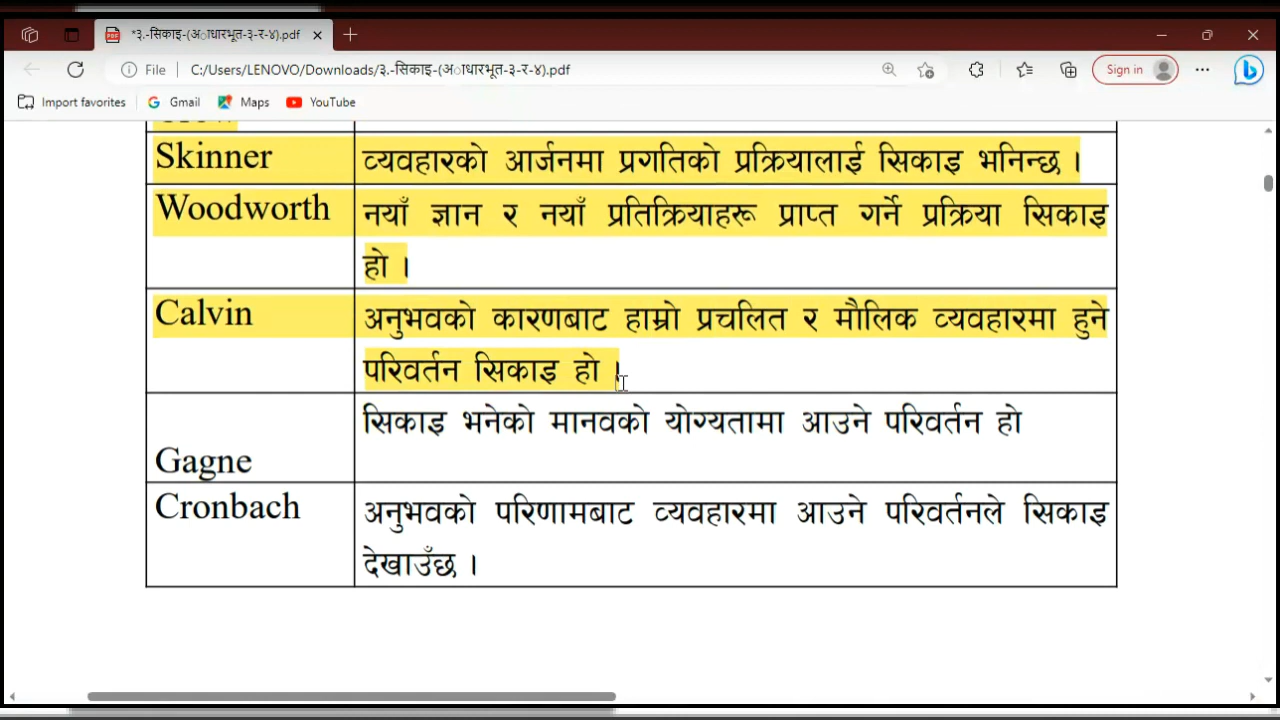 *३.-सिकाइ-(अाधारभूत-३-र-४).pdf
File C:/Users/LENOVO/Downloads/३.-सिकाइ-(अाधारभूत-३-र-४).pdf Sign in
Import favorites Gmail Maps YouTube
Skinner व्यवहारको आर्जनमा प्रगतिको प्रक्रियालाई सिकाइ भनिन्छ ।
Woodworth नयाँ ज्ञान र नयाँ प्रतिक्रियाहरू प्राप्त गर्ने प्रक्रिया सिकाइ
हो ।
Calvin अनुभवको कारणबाट हाम्रो प्रचलित र मौलिक व्यवहारमा हुने
परिवर्तन सिकाइ हो ।
सिकाइ भनेको मानवको योग्यतामा आउने परिवर्तन हो
Gagne
Cronbach अनुभवको परिणामबाट व्यवहारमा आउने परिवर्तनले सिकाइ
देखाउँछ ।